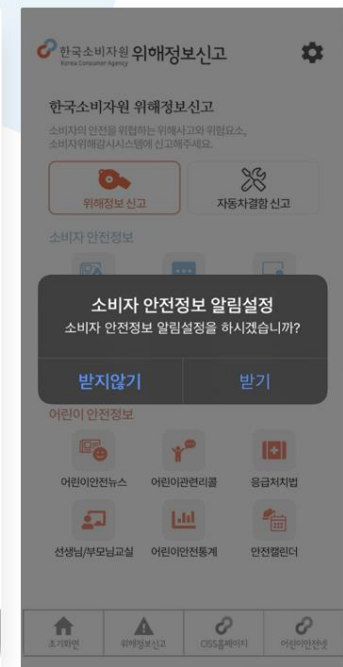 한국소비자원 위해정보신고
Korea Consumer Agency
한국소비자원 위해정보신고
소비자의 안전을 위협하는 위해사고와 위험요소,
소비자위해감시시스템에 신고해주세요.
위해정보 신고
자동차결함 신고
소비자 안전정보
소비자 안전정보 알림설정
소비자 안전정보 알림설정을 하시겠습니까?
받지않기
받기
어린이 안전정보
어린이안전뉴스
어린이관련리콜
응급처치법
선생님/부모님교실
어린이안전통계
안전캘린더
초기화면
위해정보신고
CISS홈페이지
어린이안전넷